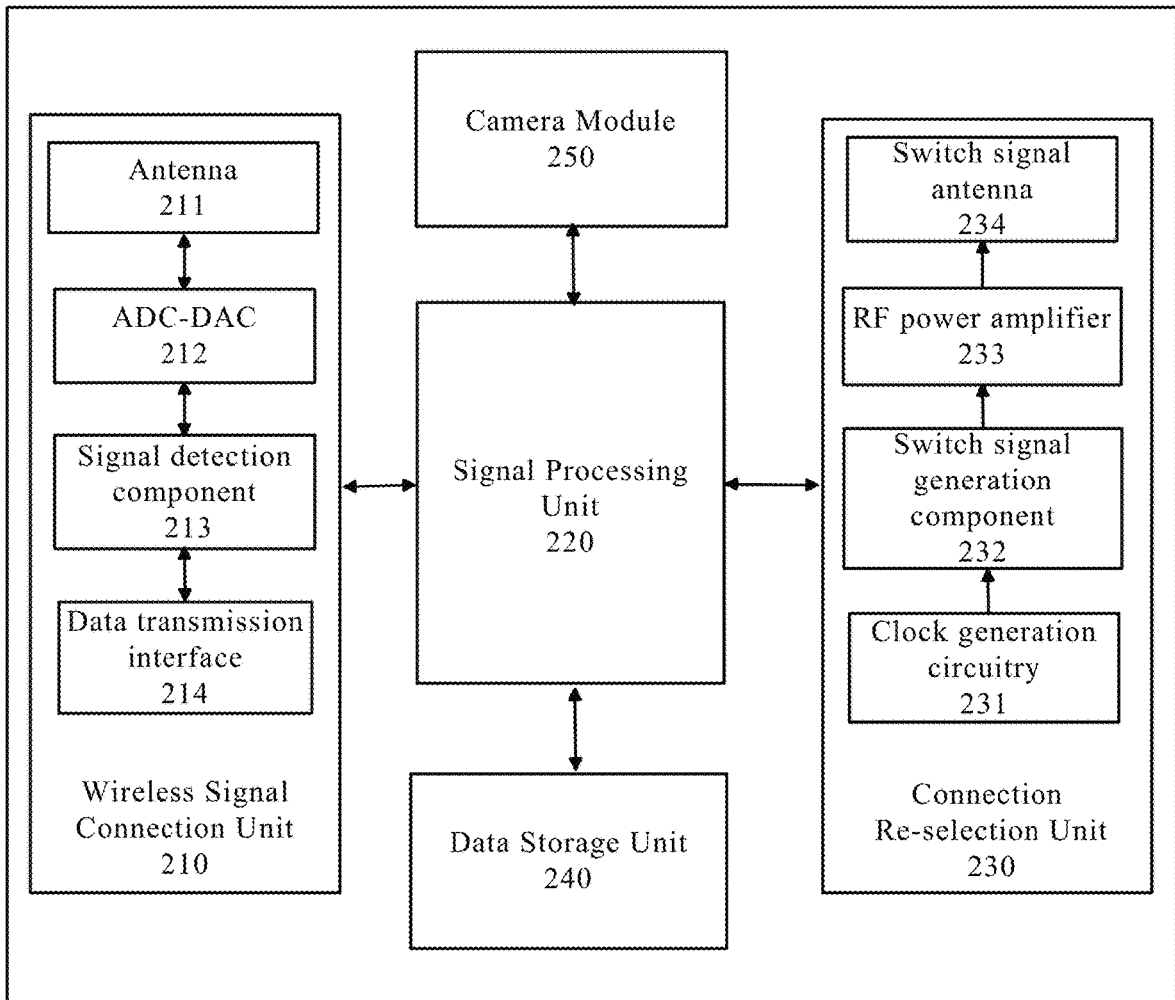 Antenna
211
ADC-DAC
212
Signal detection
component
213
Data transmission
interface
214
Wireless Signal
Connection Unit
210
Camera Module
250
Signal Processing
Unit
220
Data Storage Unit
240
Switch signal
antenna
234
RF power amplifier
233
Switch signal
generation
component
232
Clock generation
circuitry
231
Connection
Re-selection Unit
230